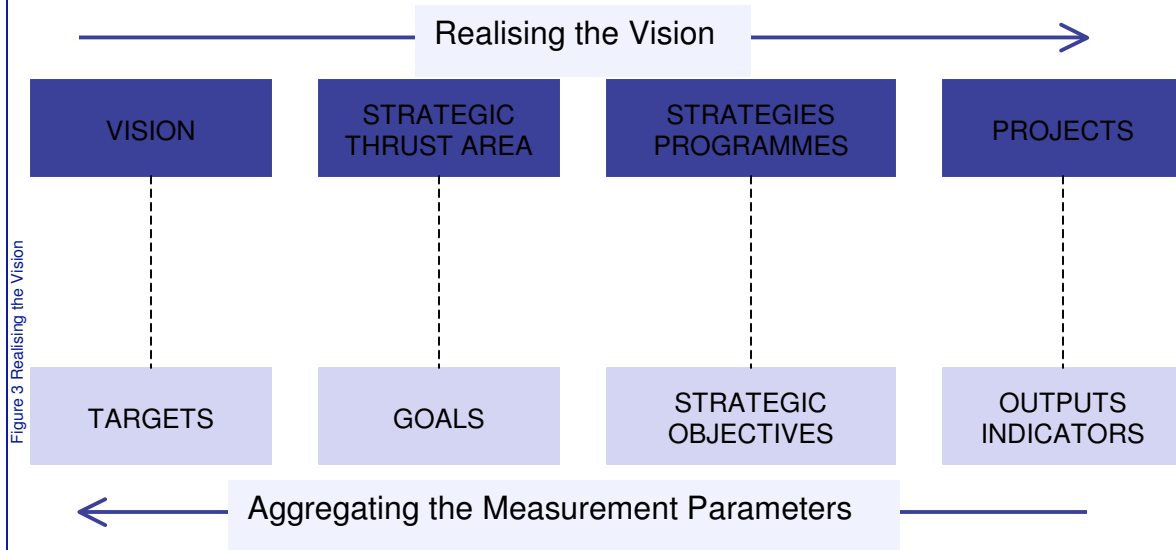 Realising the Vision
VISION
STRATEGIC
THRUST AREA
STRATEGIES
PROGRAMMES
PROJECTS
Figure 3 Realising the Vision
TARGETS
GOALS
STRATEGIC
OBJECTIVES
OUTPUTS
INDICATORS
Aggregating the Measurement Parameters